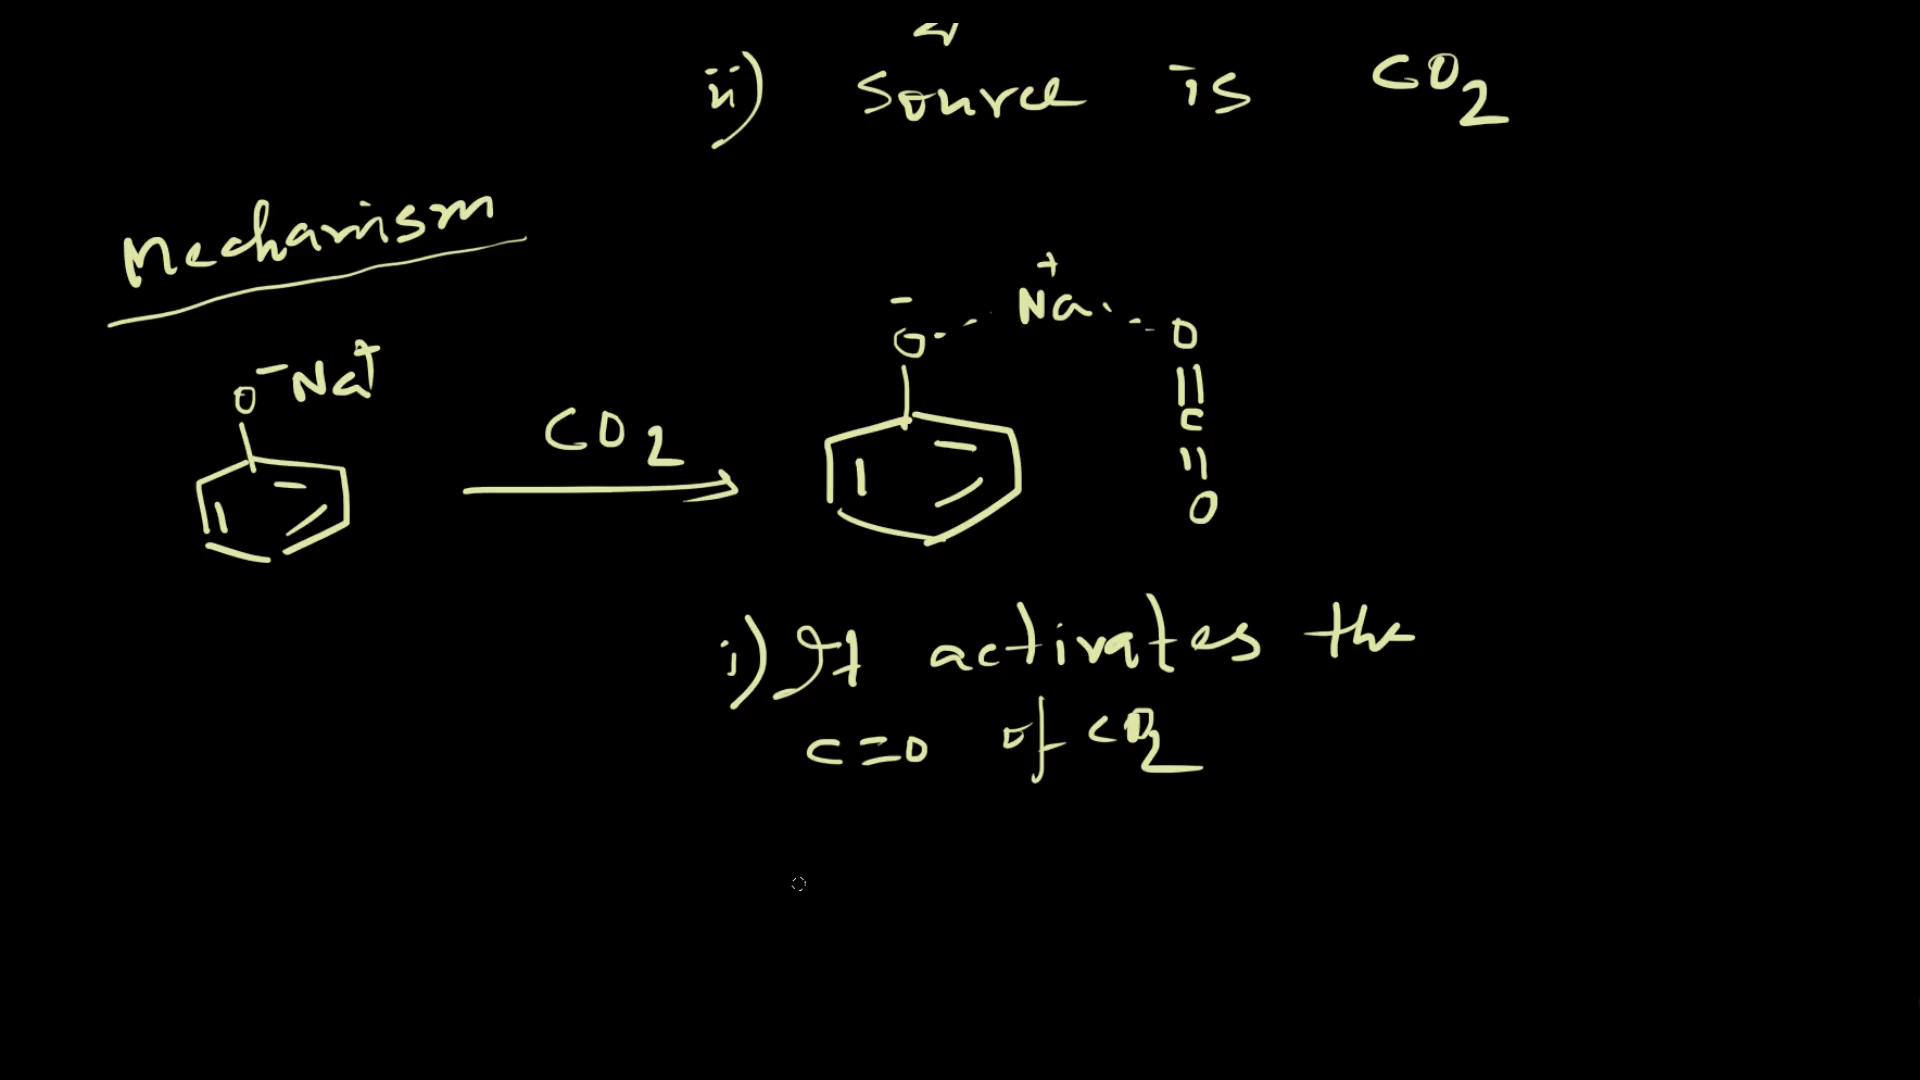 ii) Source is CO2
Mechanism
O⁻Na⁺
CO2
O⁻ Na⁺ O
C
O
i) It activates the
C=O of CO2